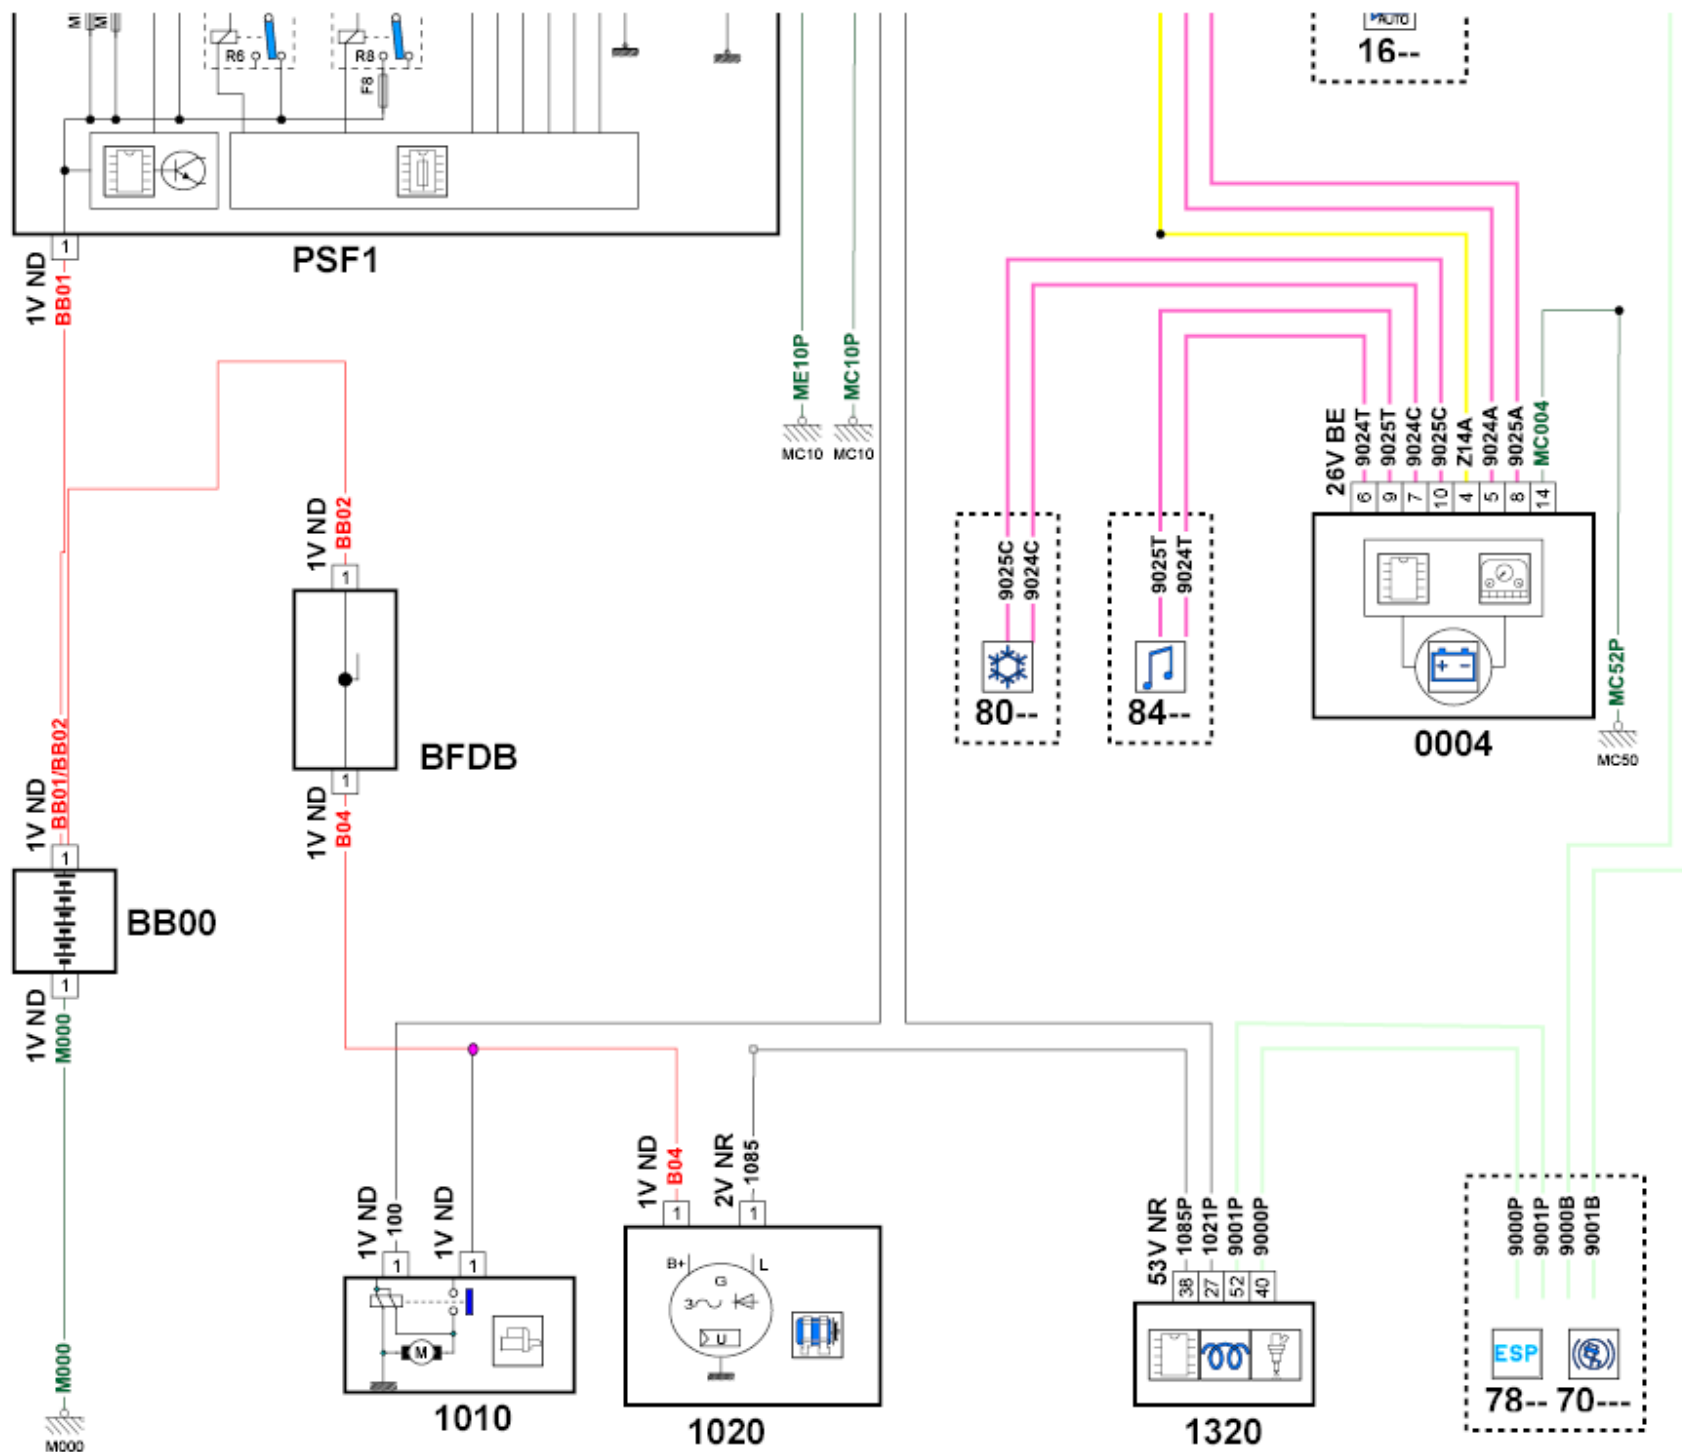 AUTO
16--
R6
R8
F8
PSF1
1
1V ND
BB01
ME10P
MC10P
MC10
MC10
1V ND
BB02
1
BFDB
1
1V ND
B04
26V BE
9024T
9025T
9024C
9025C
Z14A
9024A
9025A
MC004
6
9
7
10
4
5
8
14
0004
MC52P
MC50
9025C
9024C
80--
9025T
9024T
84--
1V ND
BB01/BB02
1
BB00
1
1V ND
M000
M000
M000
1V ND
100
1V ND
1
1
M
1010
1V ND
B04
2V NR
1085
1
1
B+
L
G
3
U
1020
53V NR
1085P
1021P
9001P
9000P
38
27
52
40
1320
9000P
9001P
9000B
9001B
ESP
78--
70---